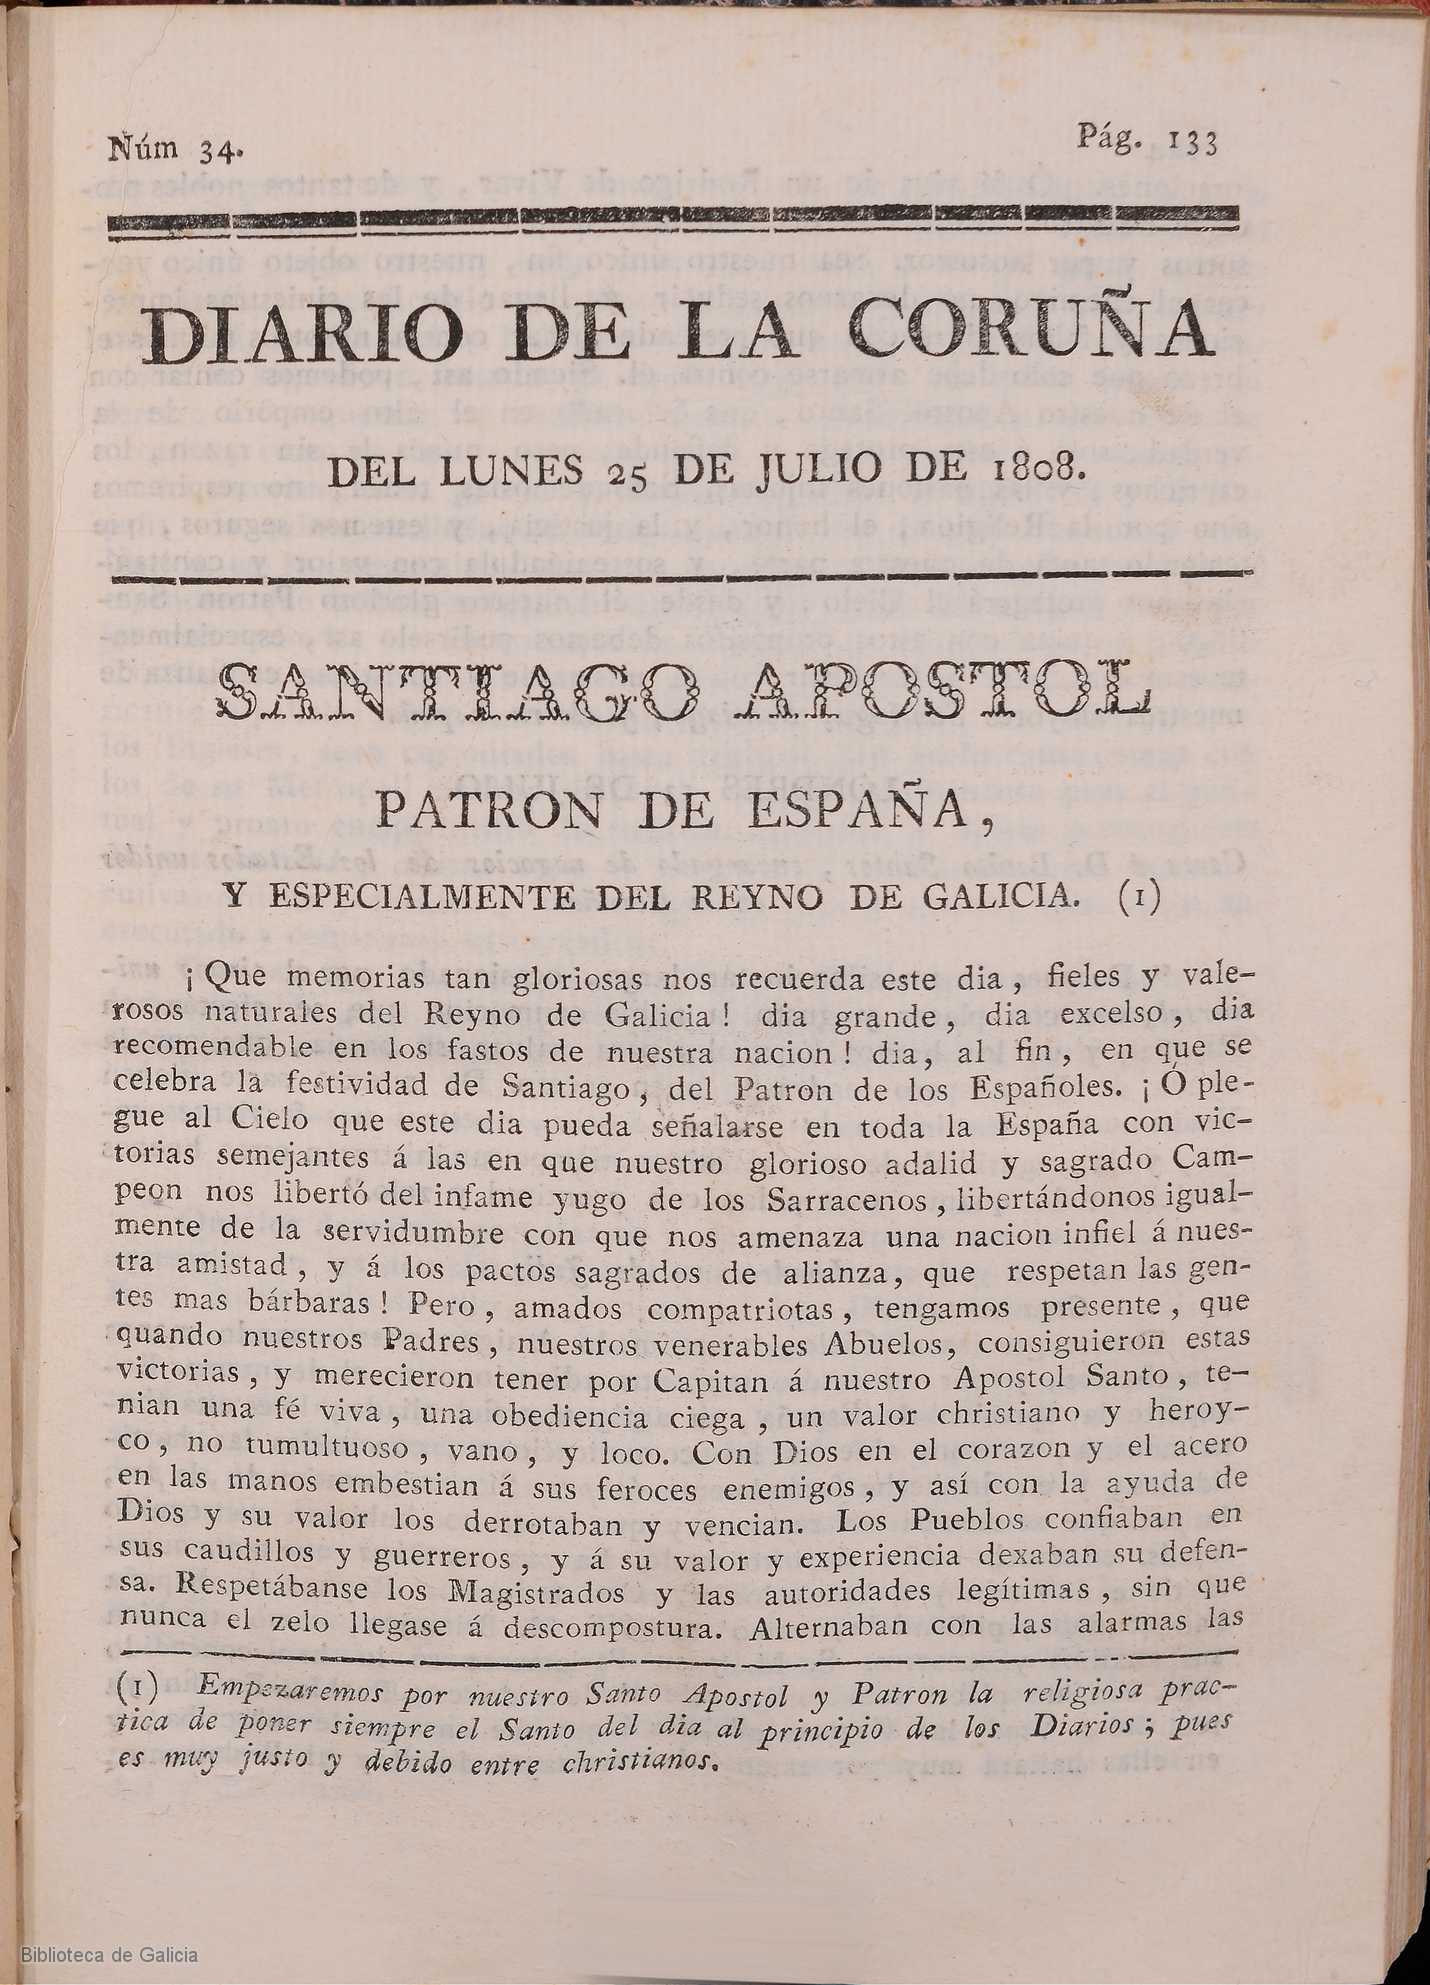 Núm 34.
Pág. 133
DIARIO DE LA CORUÑA
DEL LUNES 25 DE JULIO DE 1808.
SANTIAGO APOSTOL
PATRON DE ESPAÑA,
Y ESPECIALMENTE DEL REYNO DE GALICIA. (1)
¡Que memorias tan gloriosas nos recuerda este dia, fieles y vale-
rosos naturales del Reyno de Galicia! dia grande, dia excelso, dia
recomendable en los fastos de nuestra nacion! dia, al fin, en que se
celebra la festividad de Santiago, del Patron de los Españoles. ¡Ó ple-
gue al Cielo que este dia pueda señalarse en toda la España con vic-
torias semejantes á las en que nuestro glorioso adalid y sagrado Cam-
peon nos libertó del infame yugo de los Sarracenos, libertándonos igual-
mente de la servidumbre con que nos amenaza una nacion infiel á nues-
tra amistad, y á los pactos sagrados de alianza, que respetan las gen-
tes mas bárbaras! Pero, amados compatriotas, tengamos presente, que
quando nuestros Padres, nuestros venerables Abuelos, consiguieron estas
victorias, y merecieron tener por Capitan á nuestro Apostol Santo, te-
nian una fé viva, una obediencia ciega, un valor christiano y heroy-
co, no tumultuoso, vano, y loco. Con Dios en el corazon y el acero
en las manos embestian á sus feroces enemigos, y así con la ayuda de
Dios y su valor los derrotaban y vencian. Los Pueblos confiaban en
sus caudillos y guerreros, y á su valor y experiencia dexaban su defen-
sa. Respetábanse los Magistrados y las autoridades legítimas, sin que
nunca el zelo llegase á descompostura. Alternaban con las alarmas las
(1) Empezaremos por nuestro Santo Apostol y Patron la religiosa prac-
tica de poner siempre el Santo del dia al principio de los Diarios; pues
es muy justo y debido entre christianos.
Biblioteca de Galicia